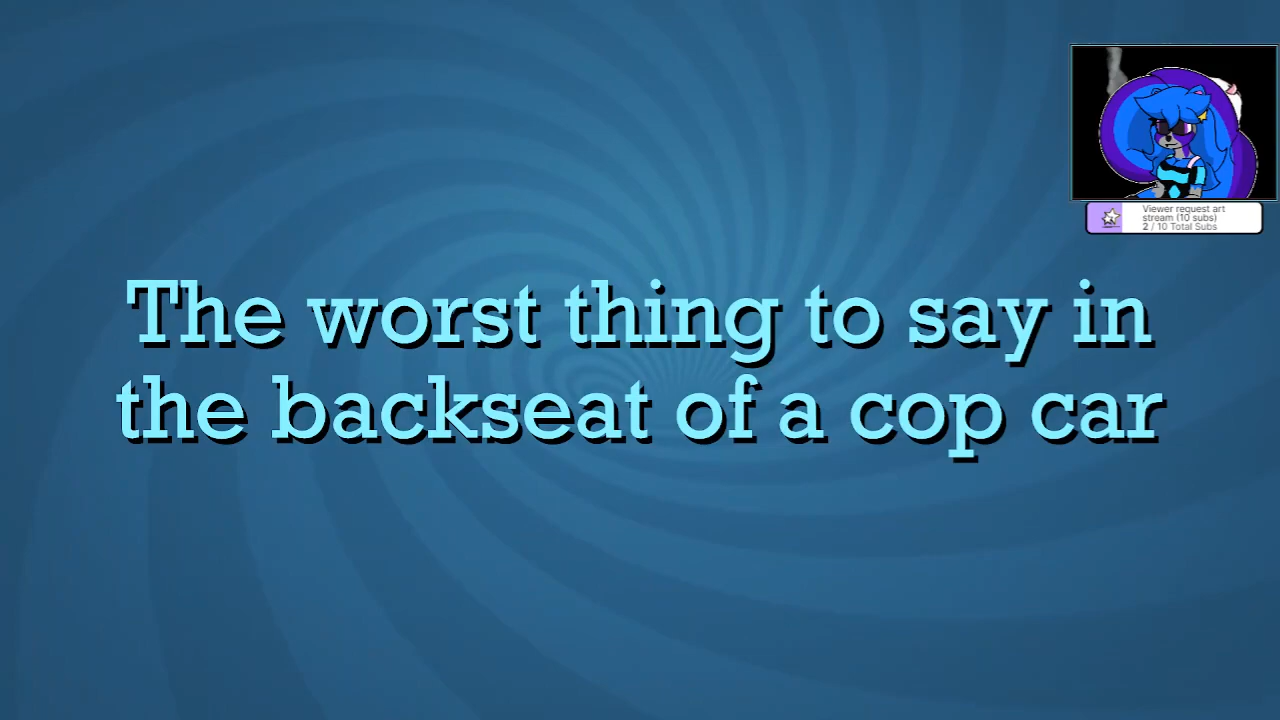 Viewer request art
stream (10 subs)
2 / 10 Total Subs
The worst thing to say in
the backseat of a cop car